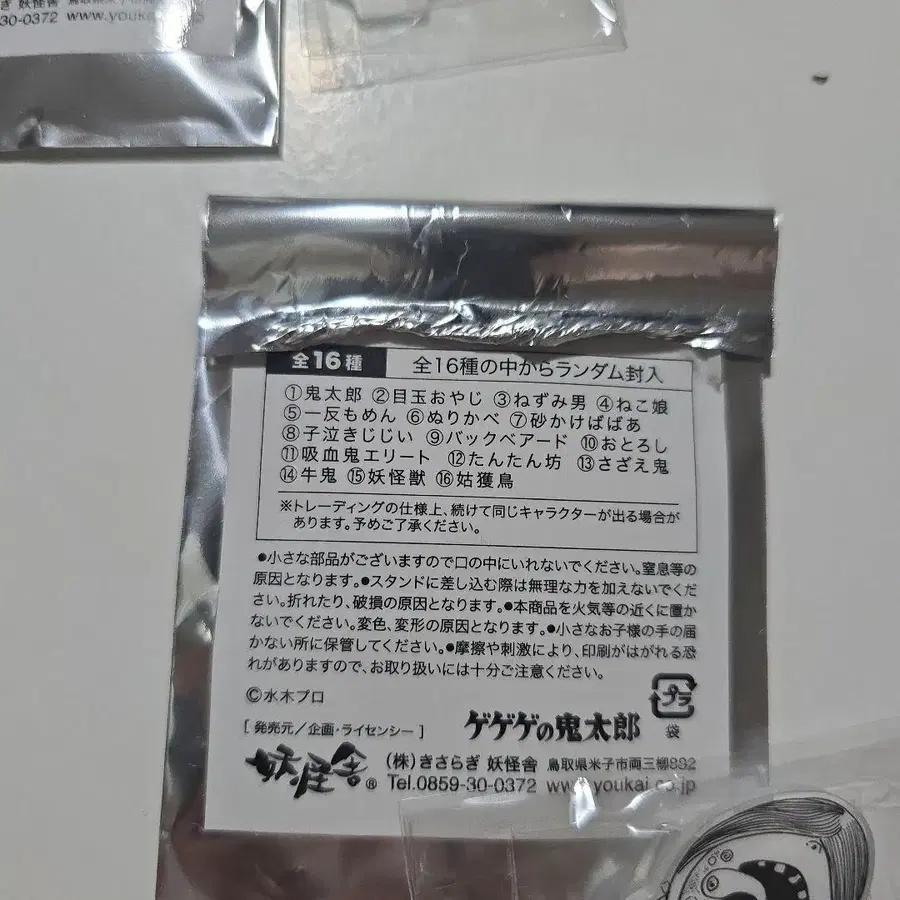 ぎ 妖怪舎 鳥取県米子市両三柳
-30-0372 www.youkai
全16種 全16種の中からランダム封入
①鬼太郎 ②目玉おやじ ③ねずみ男 ④ねこ娘
⑤一反もめん ⑥ぬりかべ ⑦砂かけばばあ
⑧子泣きじじい ⑨バックベアード ⑩おとろし
⑪吸血鬼エリート ⑫たんたん坊 ⑬さざえ鬼
⑭牛鬼 ⑮妖怪獣 ⑯姑獲鳥
※トレーディングの仕様上、続けて同じキャラクターが出る場合が
あります。予めご了承ください。
●小さな部品がございますので口の中にいれないでください。窒息等の
原因となります。●スタンドに差し込む際は無理な力を加えないでくだ
さい。折れたり、破損の原因となります。●本商品を火気等の近くに置か
ないでください。変色、変形の原因となります。●小さなお子様の手の届
かない所に保管してください。●摩擦や刺激により、印刷がはがれる恐
れがありますので、お取り扱いには十分ご注意ください。
©水木プロ
プラ
袋
[ 発売元/企画・ライセンシー ] ゲゲゲの鬼太郎
妖怪舎® (株)きさらぎ 妖怪舎 鳥取県米子市両三柳882
Tel.0859-30-0372 www.youkai.co.jp